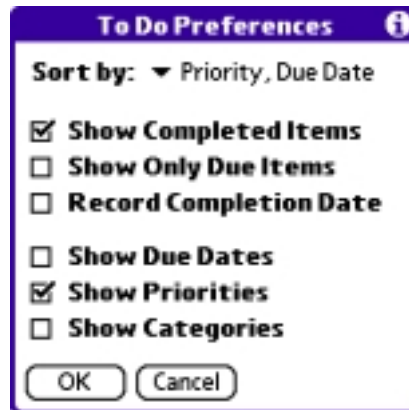 To Do Preferences
Sort by: Priority, Due Date
Show Completed Items
Show Only Due Items
Record Completion Date
Show Due Dates
Show Priorities
Show Categories
OK Cancel